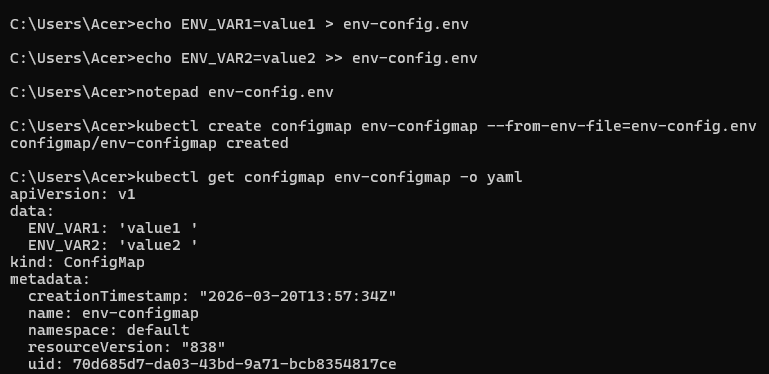 C:\Users\Acer>echo ENV_VAR1=value1 > env-config.env
C:\Users\Acer>echo ENV_VAR2=value2 >> env-config.env
C:\Users\Acer>notepad env-config.env
C:\Users\Acer>kubectl create configmap env-configmap --from-env-file=env-config.env
configmap/env-configmap created
C:\Users\Acer>kubectl get configmap env-configmap -o yaml
apiVersion: v1
data:
  ENV_VAR1: 'value1 '
  ENV_VAR2: 'value2 '
kind: ConfigMap
metadata:
  creationTimestamp: "2026-03-20T13:57:34Z"
  name: env-configmap
  namespace: default
  resourceVersion: "838"
  uid: 70d685d7-da03-43bd-9a71-bcb8354817ce